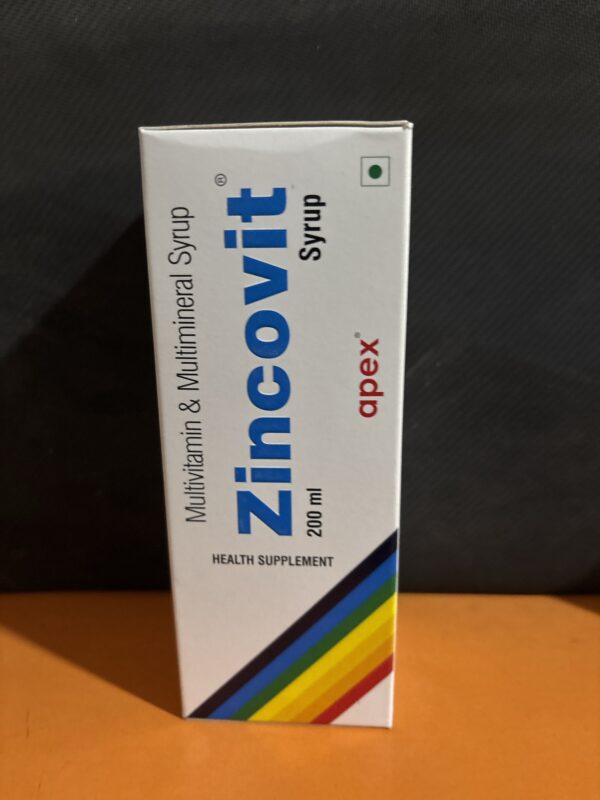 Multivitamin & Multimineral Syrup
Zincovit®
Syrup
200 ml
HEALTH SUPPLEMENT
apex®